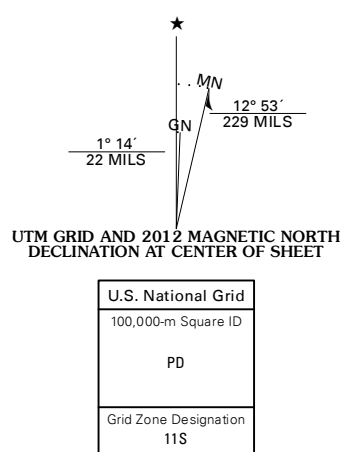 ★
MN
GN
12° 53´
229 MILS
1° 14´
22 MILS
UTM GRID AND 2012 MAGNETIC NORTH
DECLINATION AT CENTER OF SHEET
U.S. National Grid
100,000-m Square ID
PD
Grid Zone Designation
11S